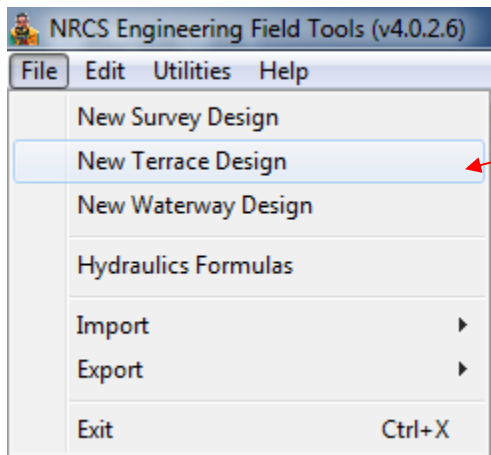 NRCS Engineering Field Tools (v4.0.2.6)
File Edit Utilities Help
New Survey Design
New Terrace Design
New Waterway Design
Hydraulics Formulas
Import
Export
Exit Ctrl+X